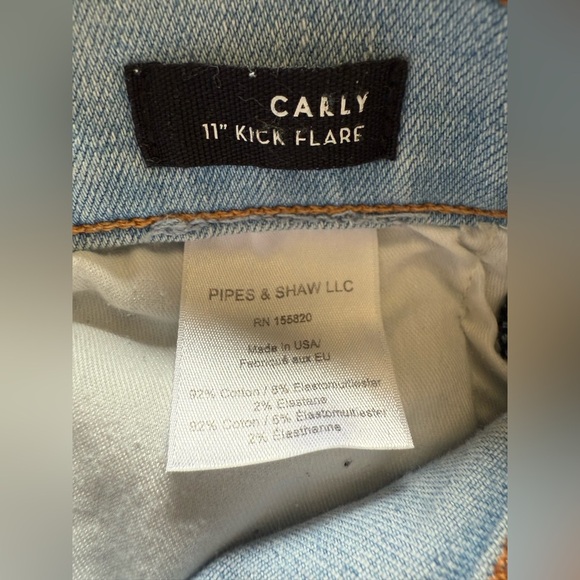 CARLY
11" KICK FLARE
PIPES & SHAW LLC
RN 155820
Made in USA/
Fabriqué aux EU
92% Cotton / 6% Elastomultiester
2% Elastane
92% Cotton / 6% Élastomultiester
2% Élasthanne